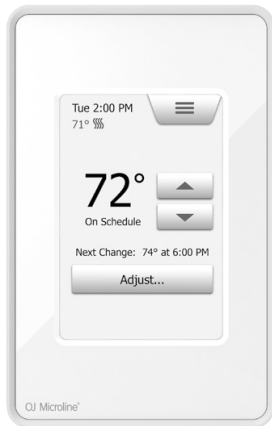 Tue 2:00 PM
71°
72°
On Schedule
Next Change: 74° at 6:00 PM
Adjust...
OJ Microline®